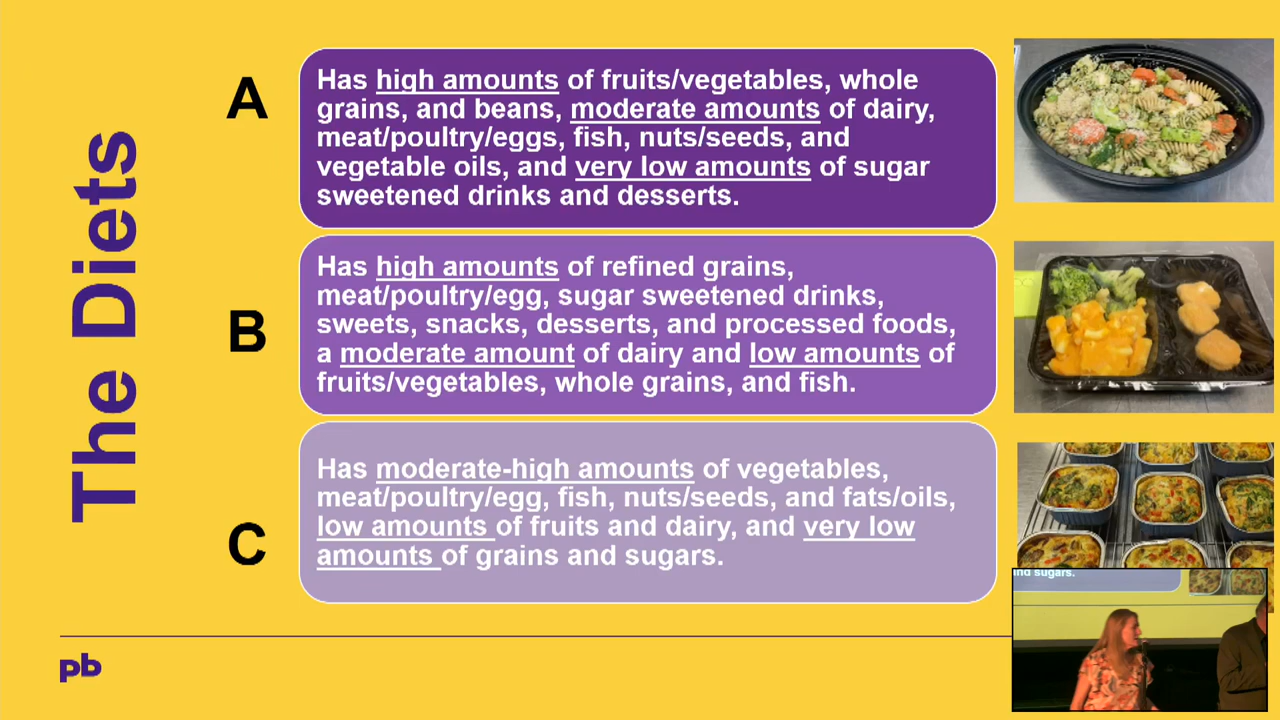 The Diets
A
Has high amounts of fruits/vegetables, whole
grains, and beans, moderate amounts of dairy,
meat/poultry/eggs, fish, nuts/seeds, and
vegetable oils, and very low amounts of sugar
sweetened drinks and desserts.
B
Has high amounts of refined grains,
meat/poultry/egg, sugar sweetened drinks,
sweets, snacks, desserts, and processed foods,
a moderate amount of dairy and low amounts of
fruits/vegetables, whole grains, and fish.
C
Has moderate-high amounts of vegetables,
meat/poultry/egg, fish, nuts/seeds, and fats/oils,
low amounts of fruits and dairy, and very low
amounts of grains and sugars.
and sugars.
pb